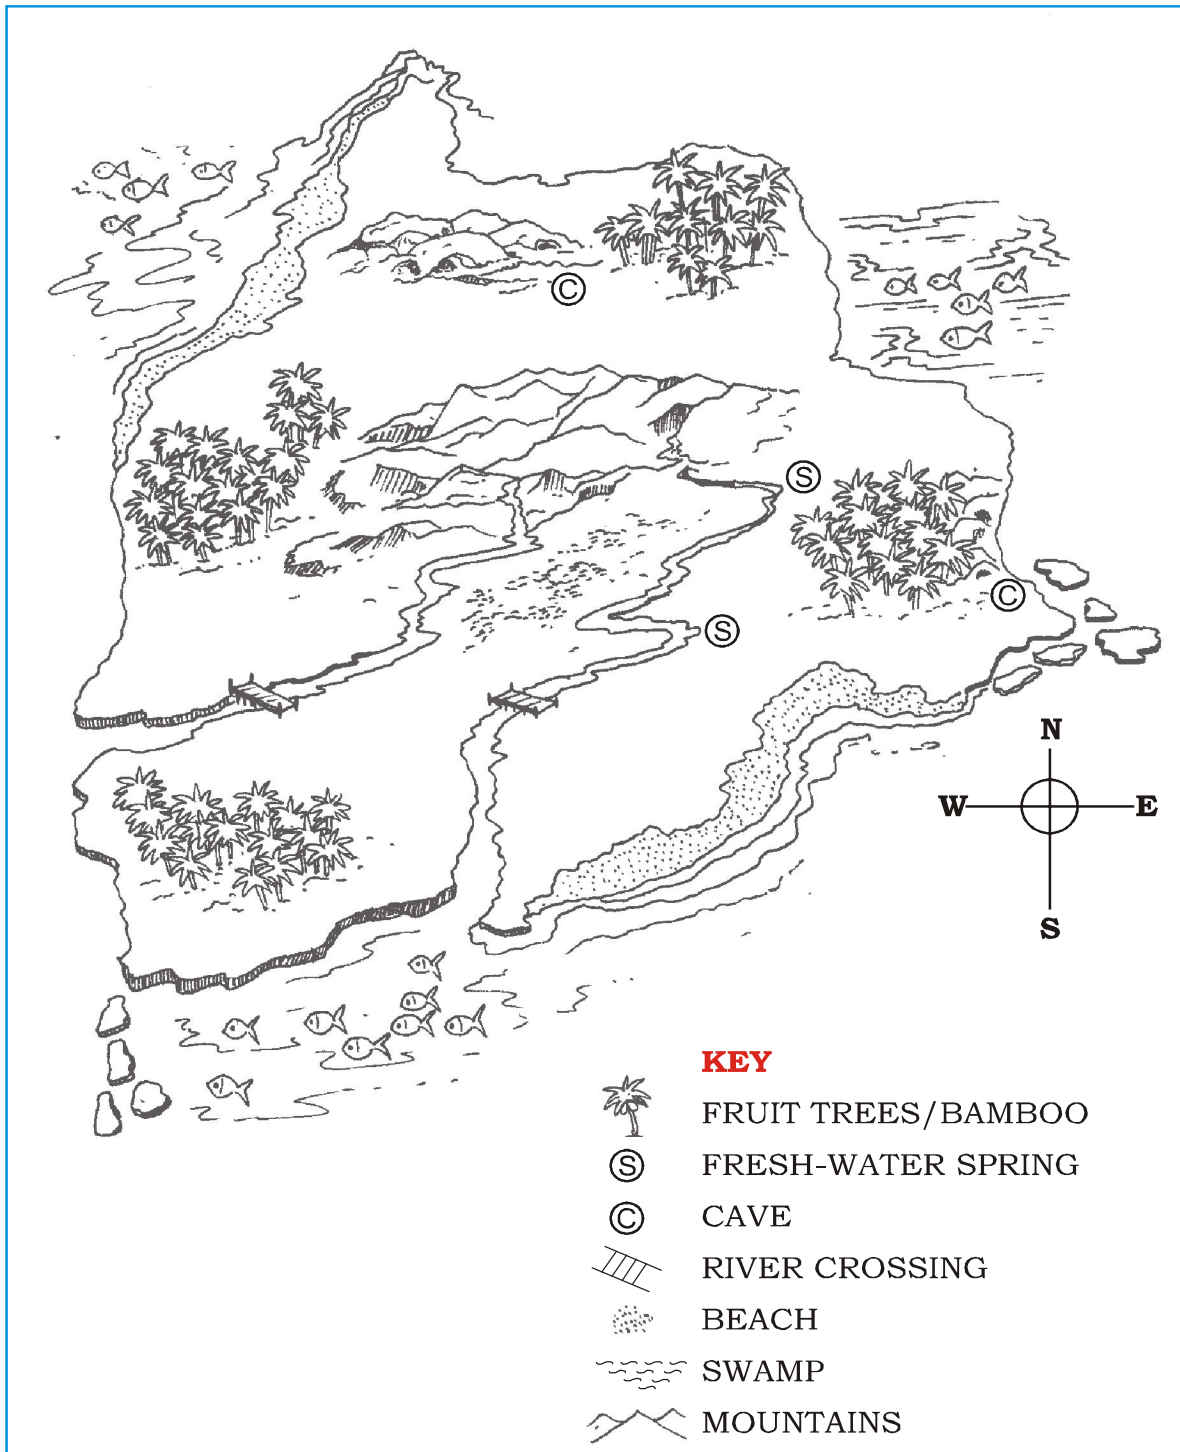 C
S
C
S
N
W E
S
KEY
FRUIT TREES/BAMBOO
S FRESH-WATER SPRING
C CAVE
RIVER CROSSING
BEACH
SWAMP
MOUNTAINS